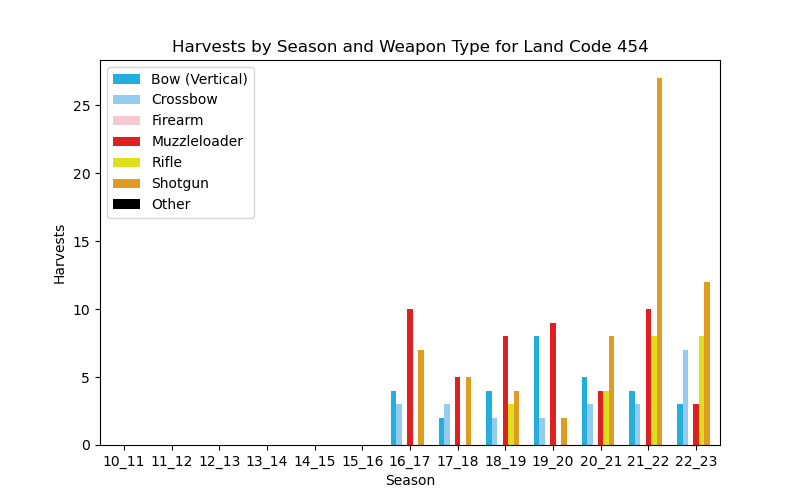 Harvests by Season and Weapon Type for Land Code 454
Bow (Vertical)
Crossbow
Firearm
Muzzleloader
Rifle
Shotgun
Other
25
20
15
10
5
0
Harvests
10_11 11_12 12_13 13_14 14_15 15_16 16_17 17_18 18_19 19_20 20_21 21_22 22_23
Season